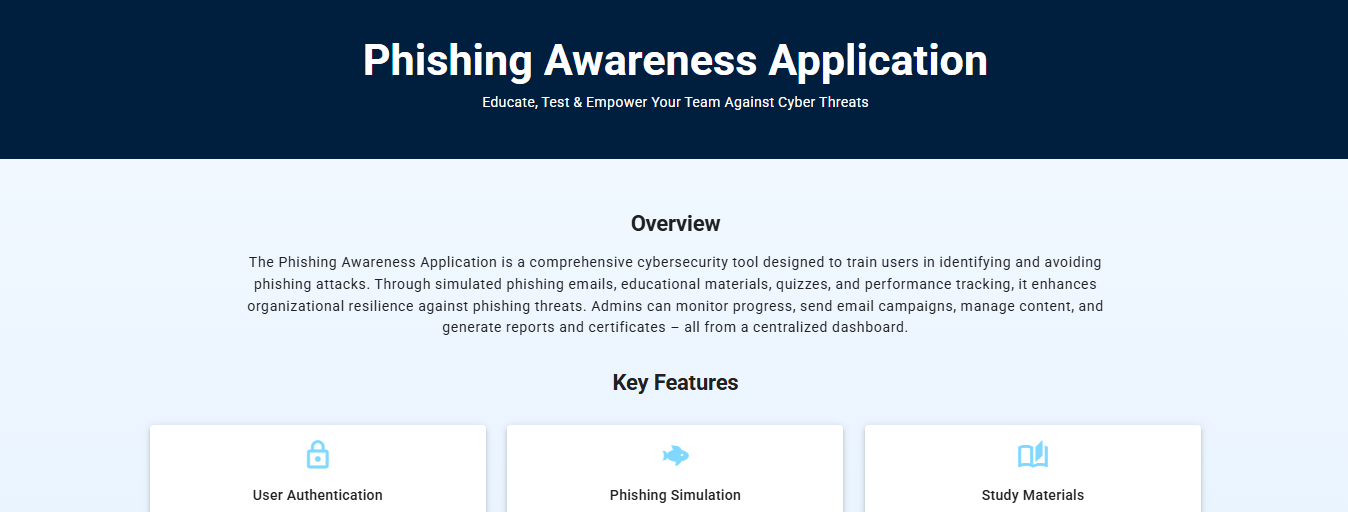 Phishing Awareness Application
Educate, Test & Empower Your Team Against Cyber Threats
Overview
The Phishing Awareness Application is a comprehensive cybersecurity tool designed to train users in identifying and avoiding
phishing attacks. Through simulated phishing emails, educational materials, quizzes, and performance tracking, it enhances
organizational resilience against phishing threats. Admins can monitor progress, send email campaigns, manage content, and
generate reports and certificates – all from a centralized dashboard.
Key Features
User Authentication
Phishing Simulation
Study Materials